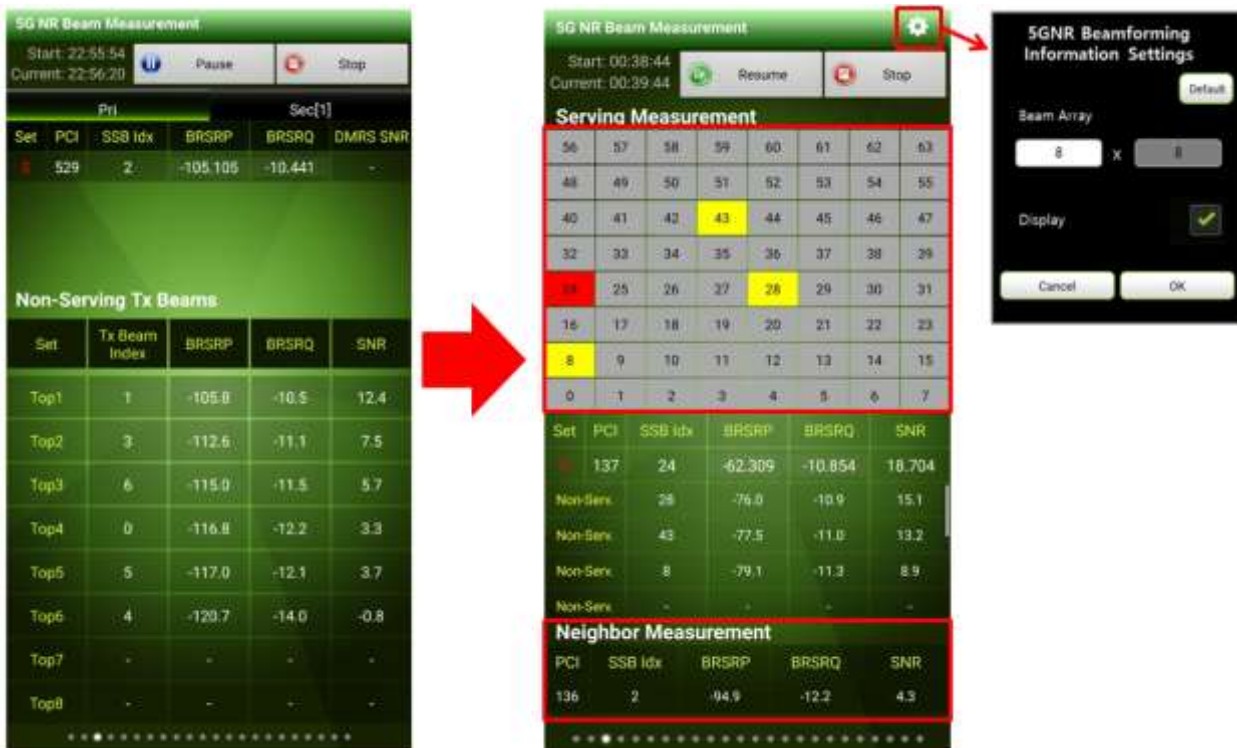 5G NR Beam Measurement
Start: 22:55:54
Current: 22:56:20
Pause
Stop
Pri Sec[1]
Set PCI SSB Idx BRSRP BRSRQ DMRS SNR
529 2 -105.105 -10.441 -
Non-Serving Tx Beams
Set Tx Beam Index BRSRP BRSRQ SNR
Top1 1 -105.8 -10.5 12.4
Top2 3 -112.6 -11.1 7.5
Top3 6 -115.0 -11.5 5.7
Top4 0 -116.8 -12.2 3.3
Top5 5 -117.0 -12.1 3.7
Top6 4 -120.7 -14.0 -0.8
Top7 - - - -
Top8 - - - -
5G NR Beam Measurement
Start: 00:38:44
Current: 00:39:44
Resume
Stop
Serving Measurement
56 57 58 59 60 61 62 63
48 49 50 51 52 53 54 55
40 41 42 43 44 45 46 47
32 33 34 35 36 37 38 39
25 26 27 28 29 30 31
16 17 18 19 20 21 22 23
8 9 10 11 12 13 14 15
0 1 2 3 4 5 6 7
Set PCI SSB Idx BRSRP BRSRQ SNR
137 24 -62.309 -10.854 18.704
Non-Serv. 28 -76.0 -10.9 15.1
Non-Serv. 43 -77.5 -11.0 13.2
Non-Serv. 8 -79.1 -11.3 8.9
Non-Serv. - - - -
Neighbor Measurement
PCI SSB Idx BRSRP BRSRQ SNR
136 2 -94.9 -12.2 4.3
5GNR Beamforming
Information Settings
Default
Beam Array
8 x 8
Display
Cancel OK